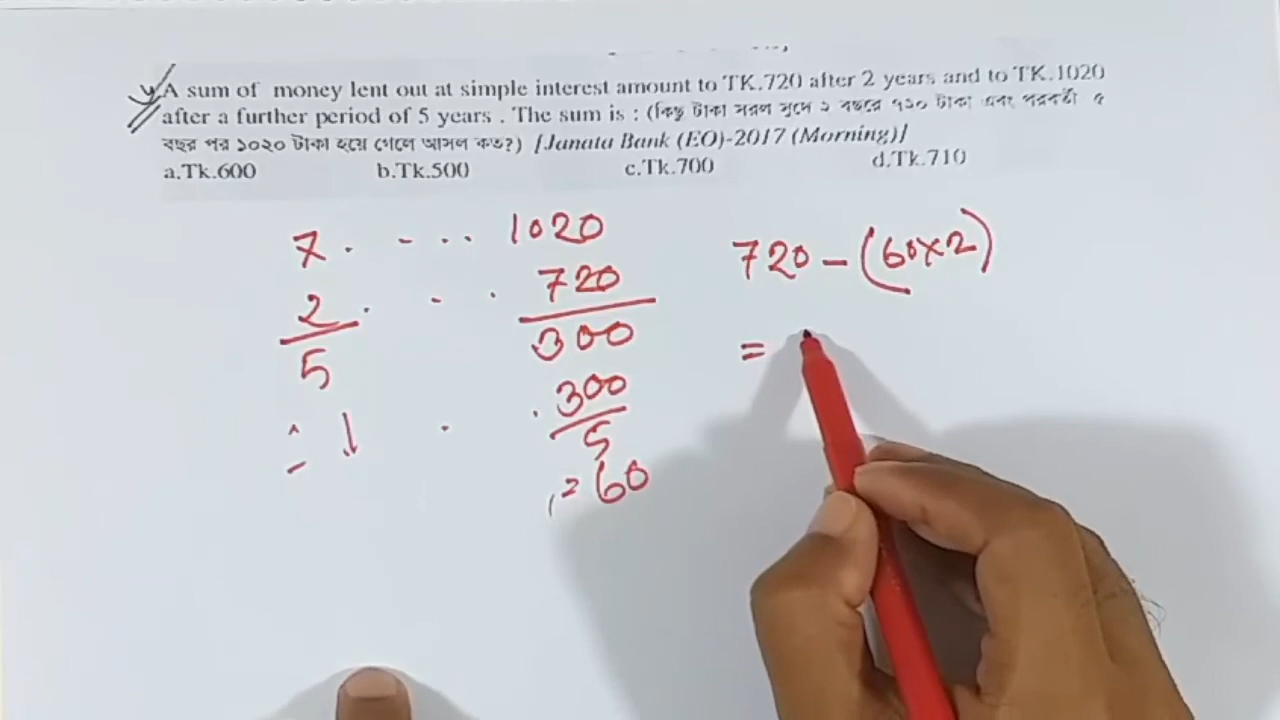 A sum of money lent out at simple interest amount to TK.720 after 2 years and to TK.1020
after a further period of 5 years . The sum is : (কিছু টাকা সরল সুদে ২ বছরে ৭২০ টাকা এবং পরবর্তী ৫
বছর পর ১০২০ টাকা হয়ে গেলে আসল কত?) [Janata Bank (EO)-2017 (Morning)]
a.Tk.600 b.Tk.500 c.Tk.700 d.Tk.710
7 . - . . . 1020
2 . . . 720
5 300
∴ 1 . . 300
5
= 60
720 - (60×2)
=